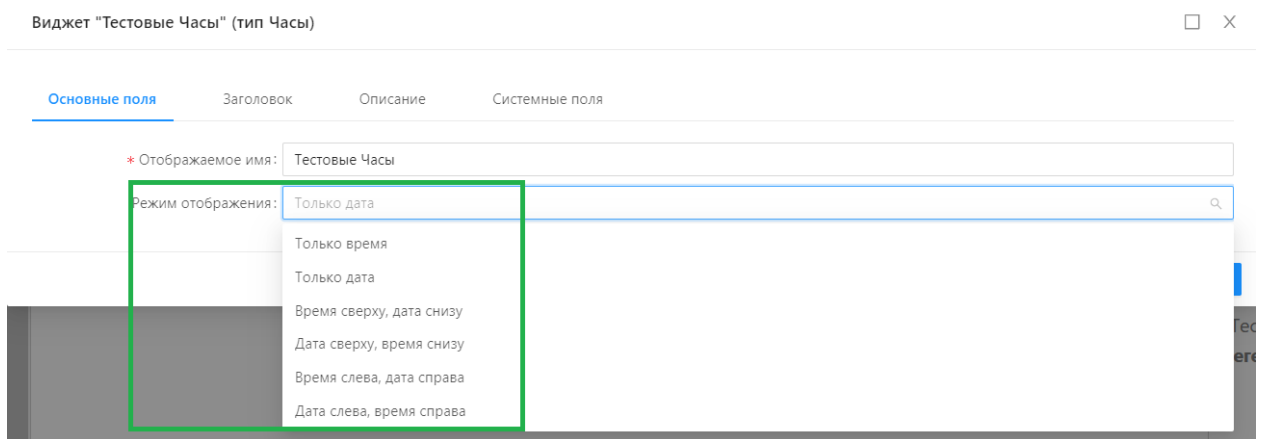 Виджет "Тестовые Часы" (тип Часы)
Основные поля Заголовок Описание Системные поля
* Отображаемое имя: Тестовые Часы
Режим отображения: Только дата
Только время
Только дата
Время сверху, дата снизу
Дата сверху, время снизу
Время слева, дата справа
Дата слева, время справа